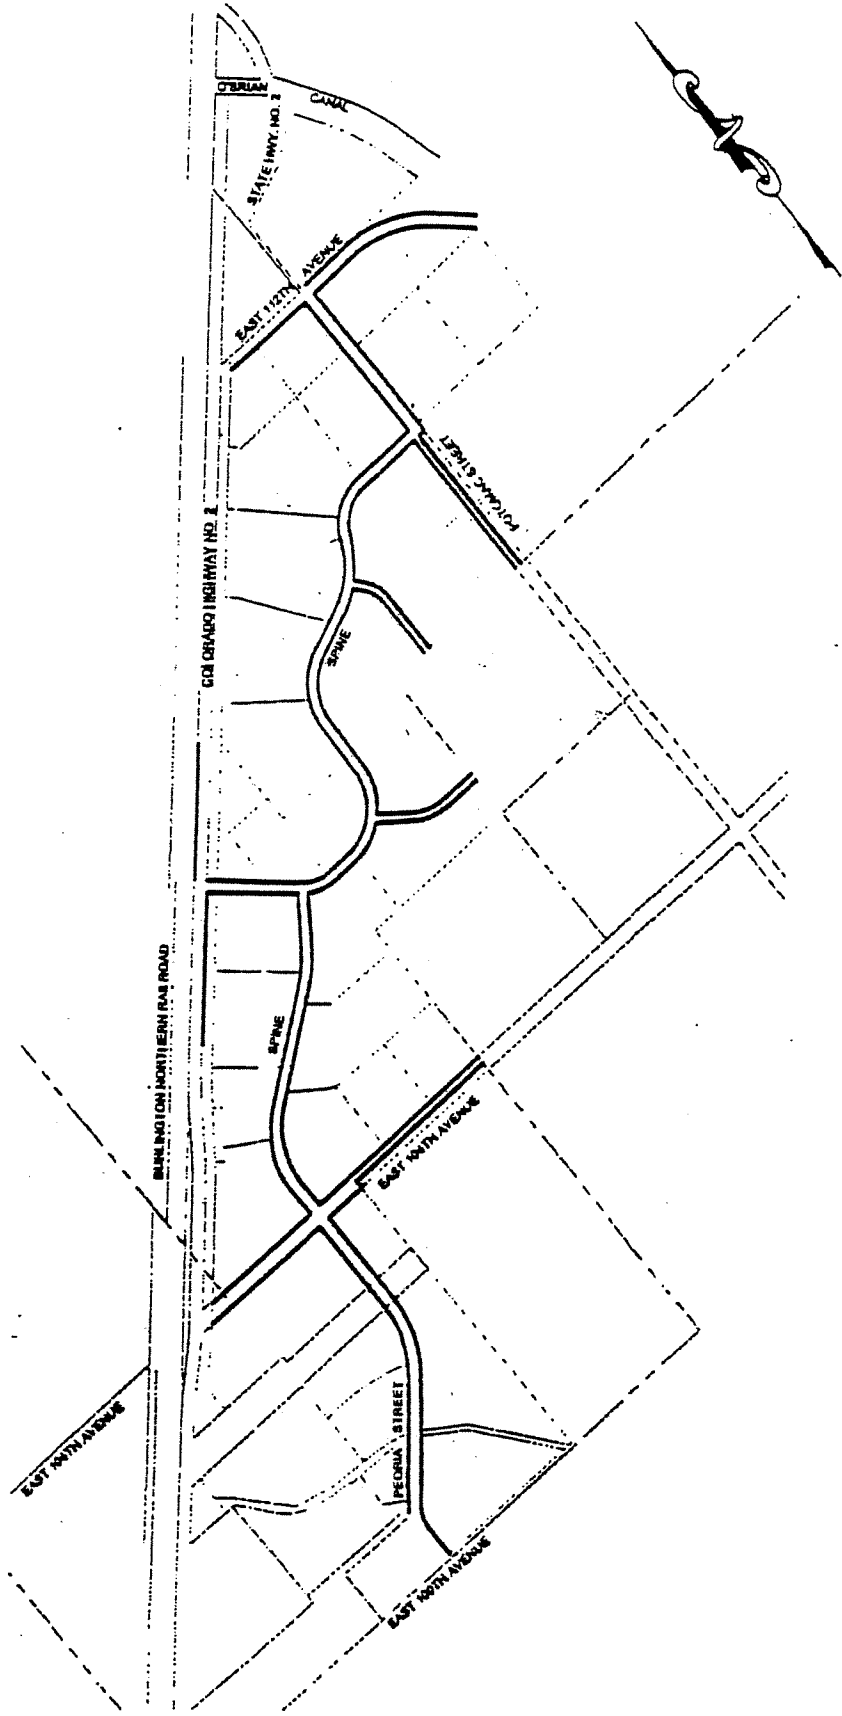 O'BRIAN
CANAL
STATE HWY. NO. 2
EAST 112TH AVENUE
POTOMAC STREET
COLORADO HIGHWAY NO. 2
SPINE
BURLINGTON NORTHERN RAILROAD
SPINE
EAST 104TH AVENUE
PEORIA STREET
EAST 104TH AVENUE
EAST 100TH AVENUE